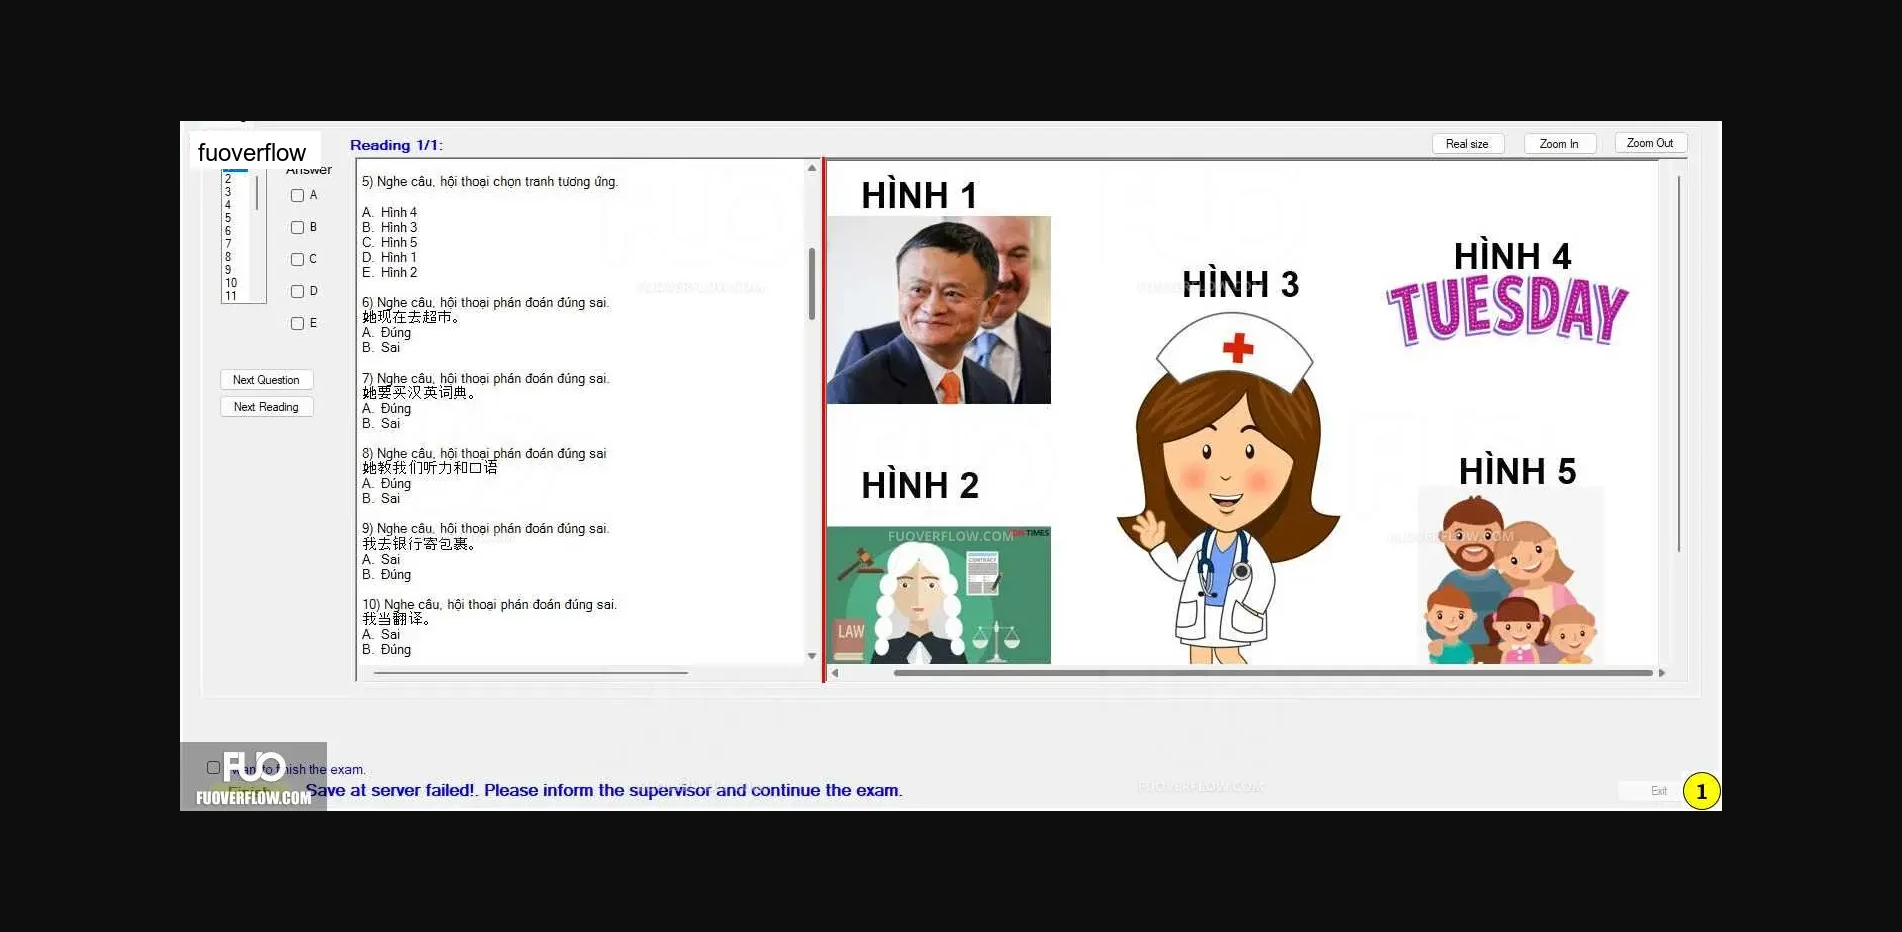 fuoverflow
Reading 1/1:
Real size
Zoom In
Zoom Out
Answer
2
3
4
5
6
7
8
9
10
11
A
B
C
D
E
Next Question
Next Reading
5) Nghe câu, hội thoại chọn tranh tương ứng.
A. Hình 4
B. Hình 3
C. Hình 5
D. Hình 1
E. Hình 2
6) Nghe câu, hội thoại phán đoán đúng sai.
她现在去超市。
A. Đúng
B. Sai
7) Nghe câu, hội thoại phán đoán đúng sai.
她要买汉英词典。
A. Đúng
B. Sai
8) Nghe câu, hội thoại phán đoán đúng sai
她教我们听力和口语
A. Đúng
B. Sai
9) Nghe câu, hội thoại phán đoán đúng sai.
我去银行寄包裹。
A. Sai
B. Đúng
10) Nghe câu, hội thoại phán đoán đúng sai.
我当翻译。
A. Sai
B. Đúng
HÌNH 1
HÌNH 2
FUOVERFLOW.COM
TIMES
CONTRACT
LAW
HÌNH 3
HÌNH 4
TUESDAY
HÌNH 5
FUOVERFLOW.COM
FUO
FUOVERFLOW.COM
want to finish the exam.
Finish
Save at server failed!. Please inform the supervisor and continue the exam.
FUOVERFLOW.COM
Exit
1